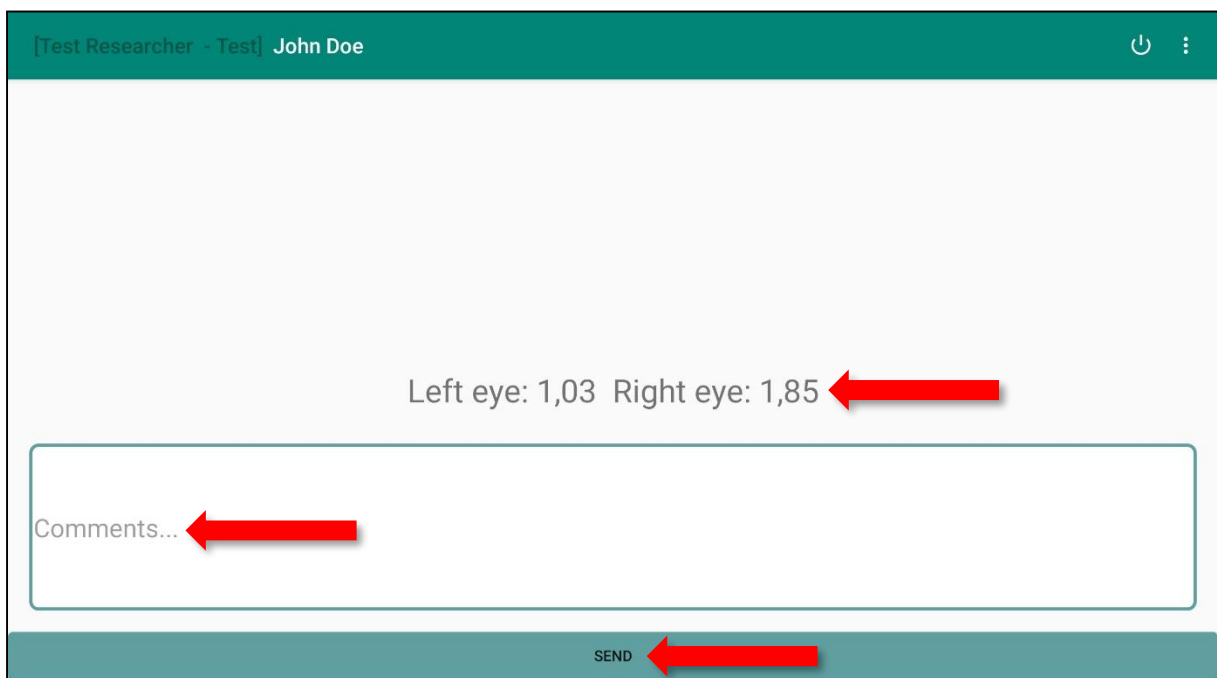 [Test Researcher - Test] John Doe
Left eye: 1,03 Right eye: 1,85
Comments...
SEND